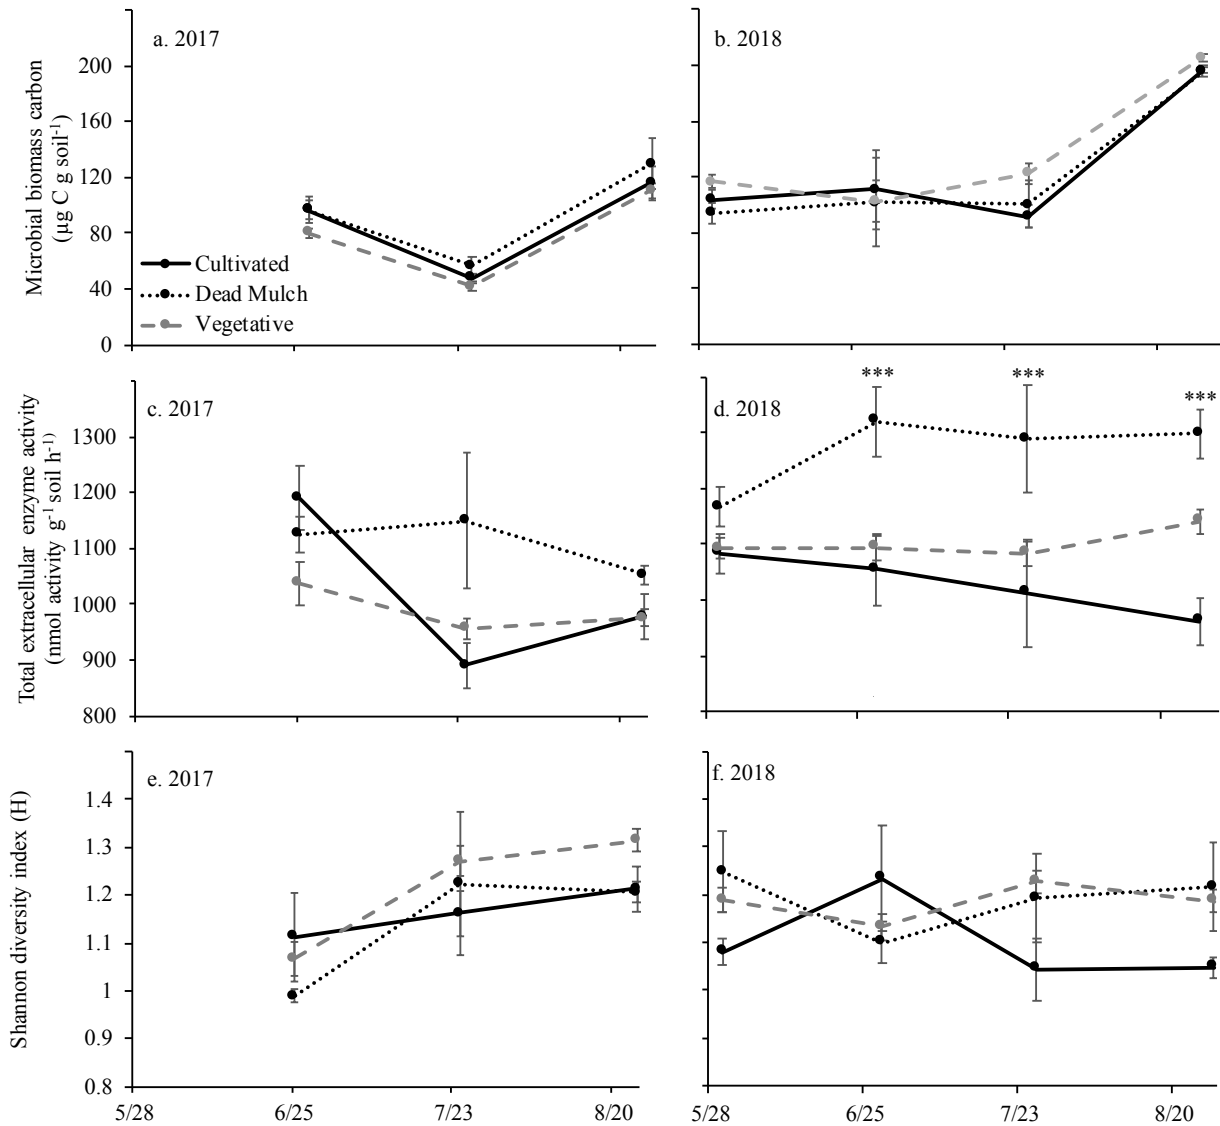 a. 2017
b. 2018
Microbial biomass carbon
(µg C g soil⁻¹)
200
160
120
80
40
0
Cultivated
Dead Mulch
Vegetative
c. 2017
d. 2018
*** *** ***
Total extracellular enzyme activity
(nmol activity g⁻¹ soil h⁻¹)
1300
1200
1100
1000
900
800
e. 2017
f. 2018
Shannon diversity index (H)
1.4
1.3
1.2
1.1
1
0.9
0.8
5/28 6/25 7/23 8/20
5/28 6/25 7/23 8/20